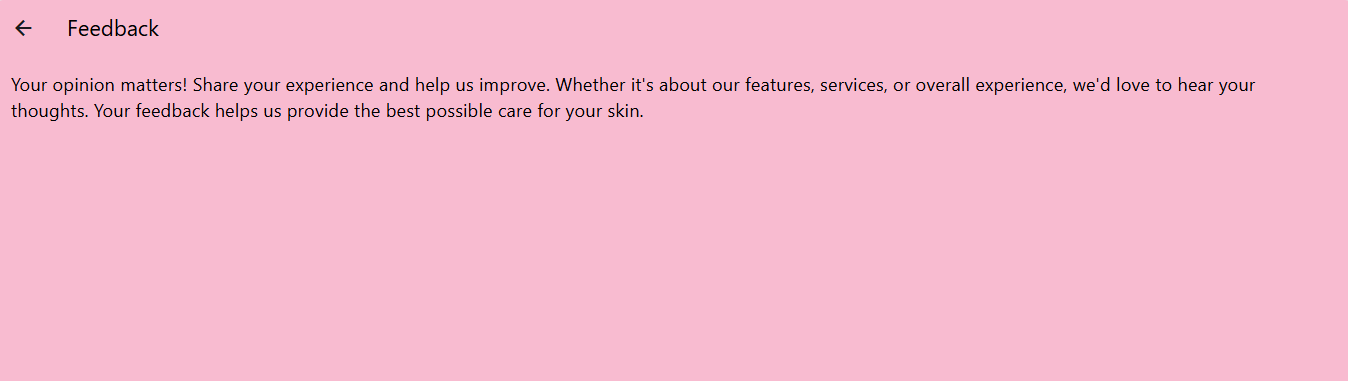 Feedback
Your opinion matters! Share your experience and help us improve. Whether it's about our features, services, or overall experience, we'd love to hear your
thoughts. Your feedback helps us provide the best possible care for your skin.